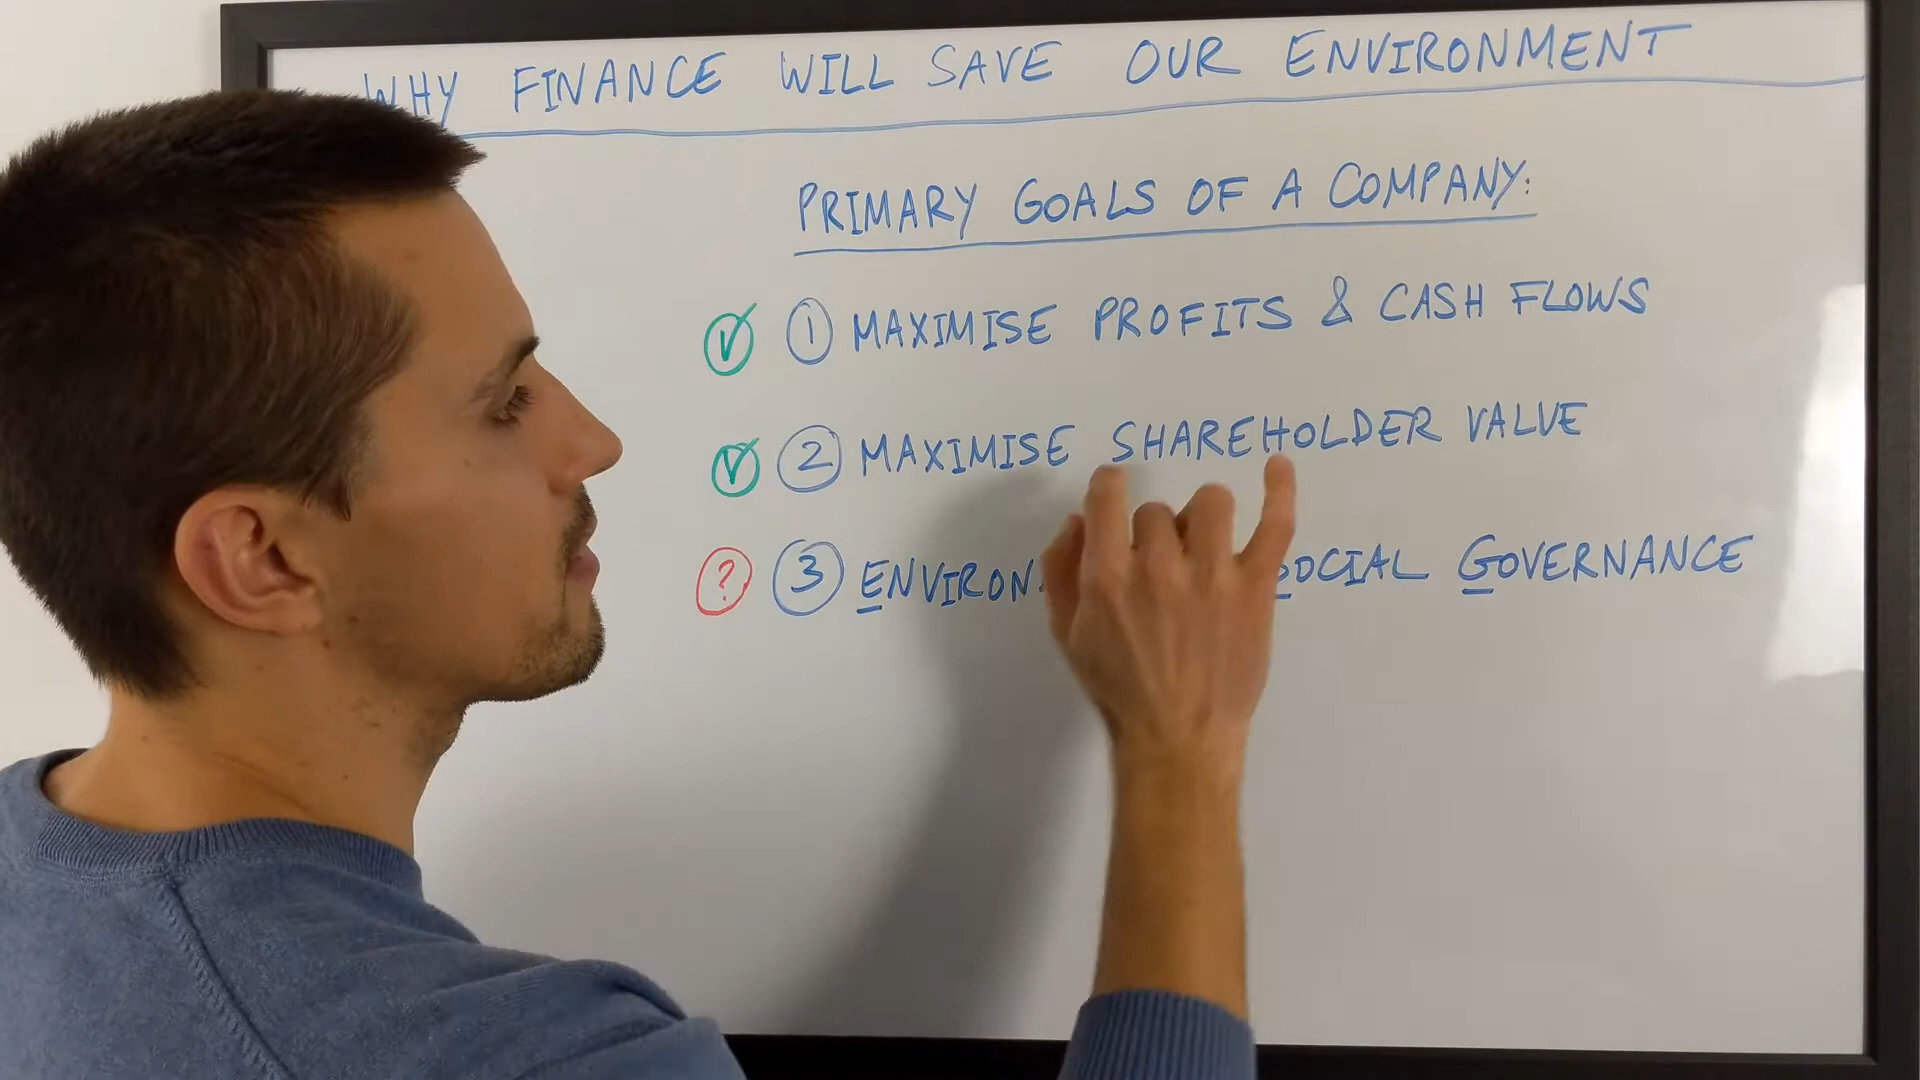 WHY FINANCE WILL SAVE OUR ENVIRONMENT
PRIMARY GOALS OF A COMPANY:
1 MAXIMISE PROFITS & CASH FLOWS
2 MAXIMISE SHAREHOLDER VALUE
? 3 SOCIAL GOVERNANCE